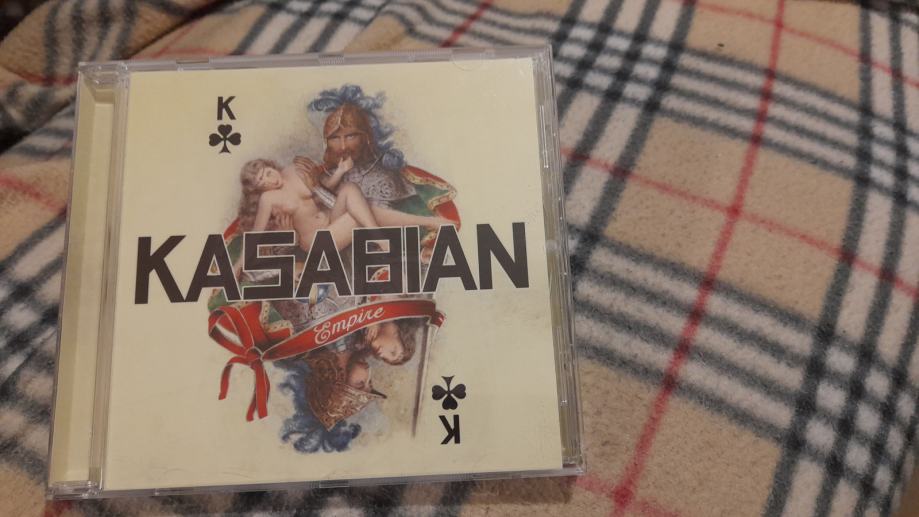 K
KASABIAN
Empire
K